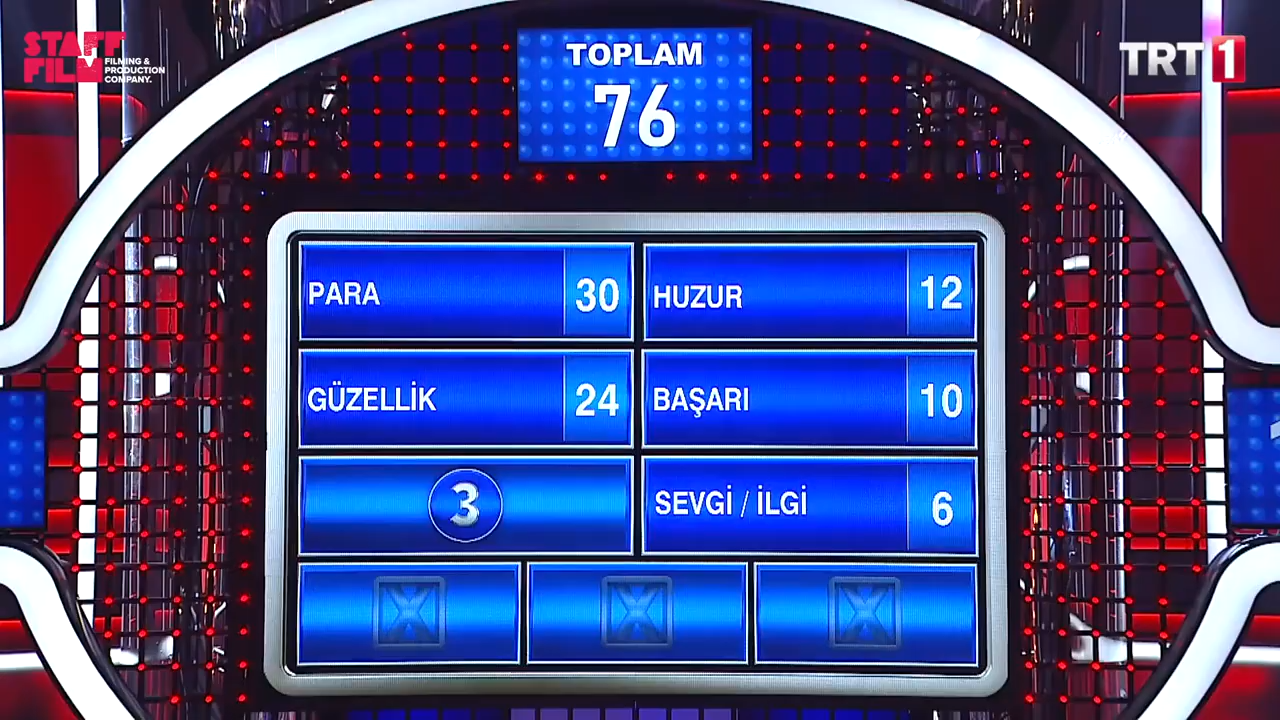 STAFF
FILM
FILMING &
PRODUCTION
COMPANY.
TRT 1
TOPLAM
76
PARA 30
HUZUR 12
GÜZELLİK 24
BAŞARI 10
3
SEVGİ / İLGİ 6
X X X